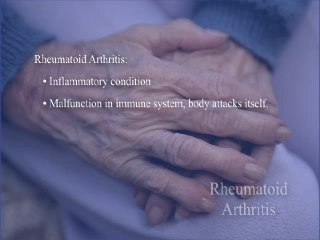 Rheumatoid Arthritis:
• Inflammatory condition
• Malfunction in immune system, body attacks itself.
Rheumatoid
Arthritis